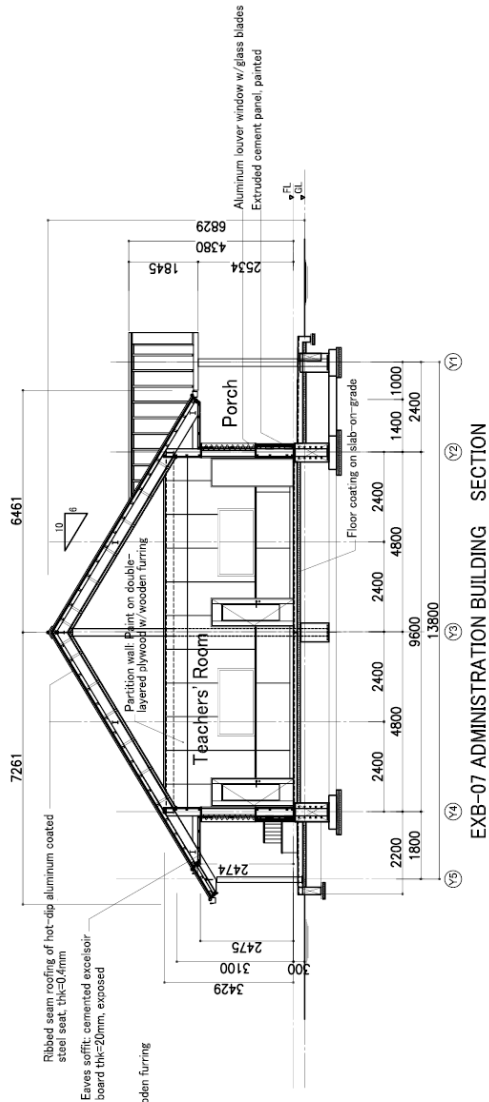 7261
6461
10
6
Ribbed seam roofing of hot-dip aluminum coated
steel seat, thk=0.4mm
Eaves soffit: cemented excelsoir
board thk=20mm, exposed
oden furring
Partition wall: Paint on double-
layered plywood w/wooden furring
Teachers' Room
Porch
Aluminum louver window w/glass blades
Extruded cement panel, painted
Floor coating on slab-on-grade
FL
GL
6829
4380
1845
2534
2474
2475
3100
300
3429
2200
2400
2400
2400
2400
1400
1000
1800
4800
4800
2400
9600
13800
Y5
Y4
Y3
Y2
Y1
EXB-07 ADMINISTRATION BUILDING SECTION